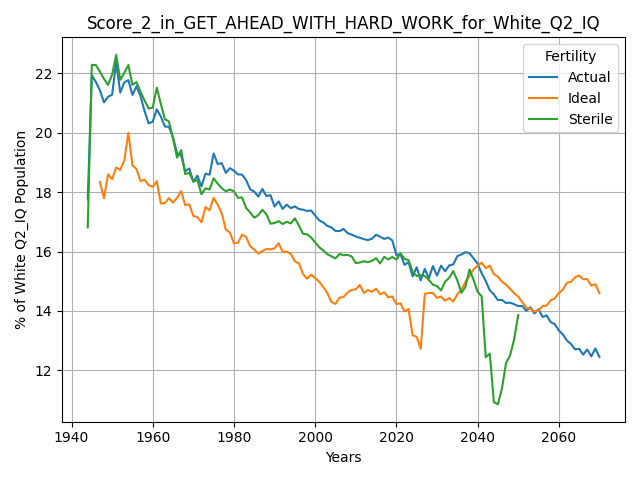 Score_2_in_GET_AHEAD_WITH_HARD_WORK_for_White_Q2_IQ
Fertility
Actual
Ideal
Sterile
% of White Q2_IQ Population
22
20
18
16
14
12
1940 1960 1980 2000 2020 2040 2060
Years